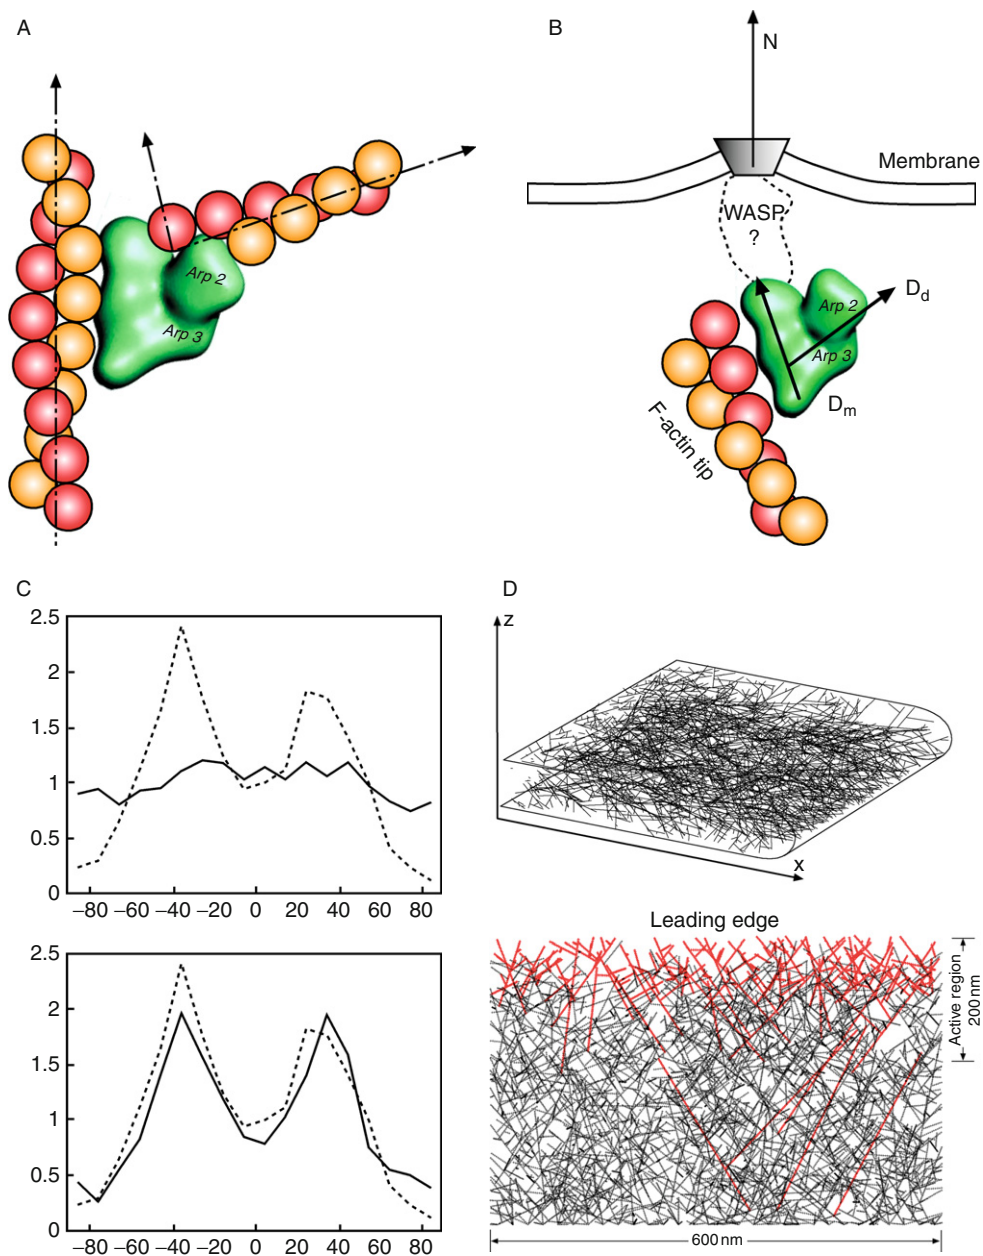 A
Arp 2
Arp 3
B
N
Membrane
WASP
?
Arp 2
Arp 3
Dd
Dm
F-actin tip
C
2.5
2
1.5
1
0.5
0
–80 –60 –40 –20 0 20 40 60 80
2.5
2
1.5
1
0.5
0
–80 –60 –40 –20 0 20 40 60 80
D
z
x
Leading edge
Active region
200 nm
600 nm